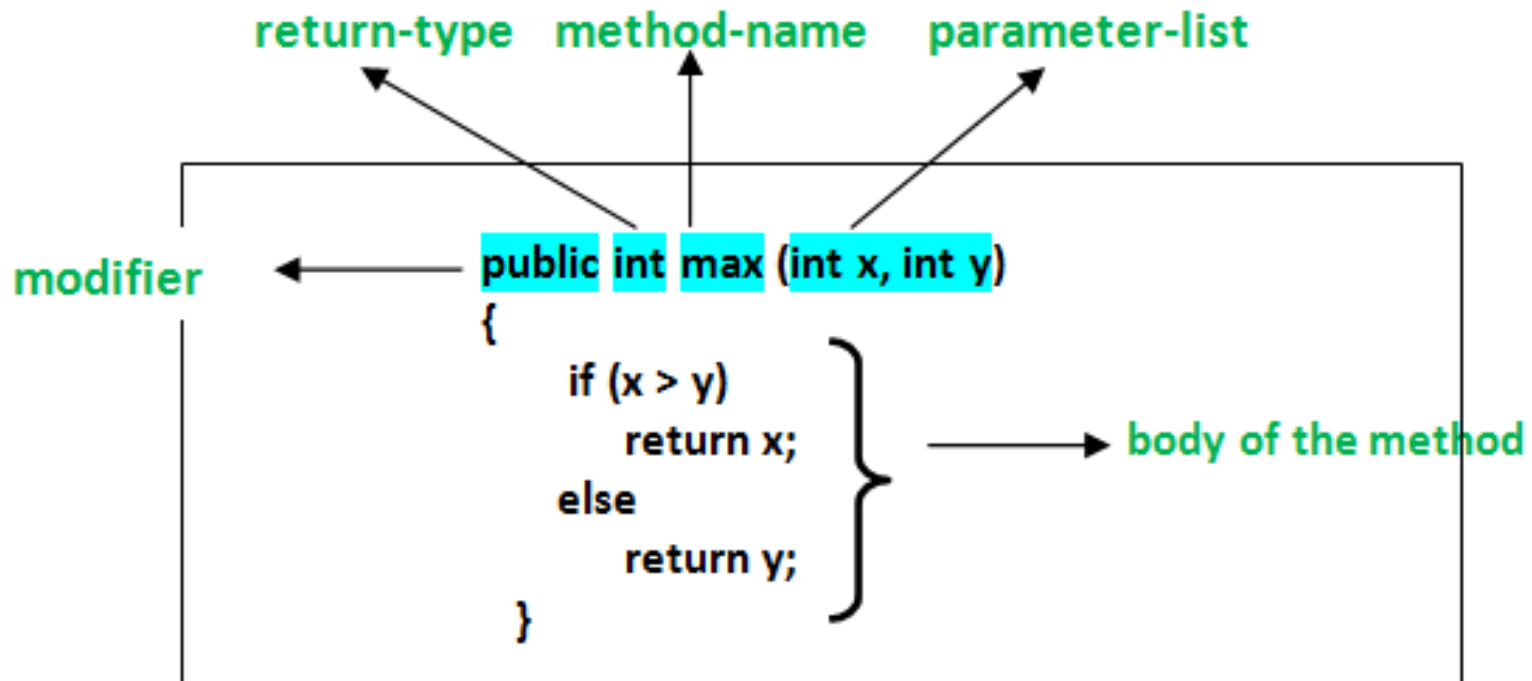 return-type method-name parameter-list
modifier public int max (int x, int y)
{
if (x > y)
return x;
body of the method
else
return y;
}